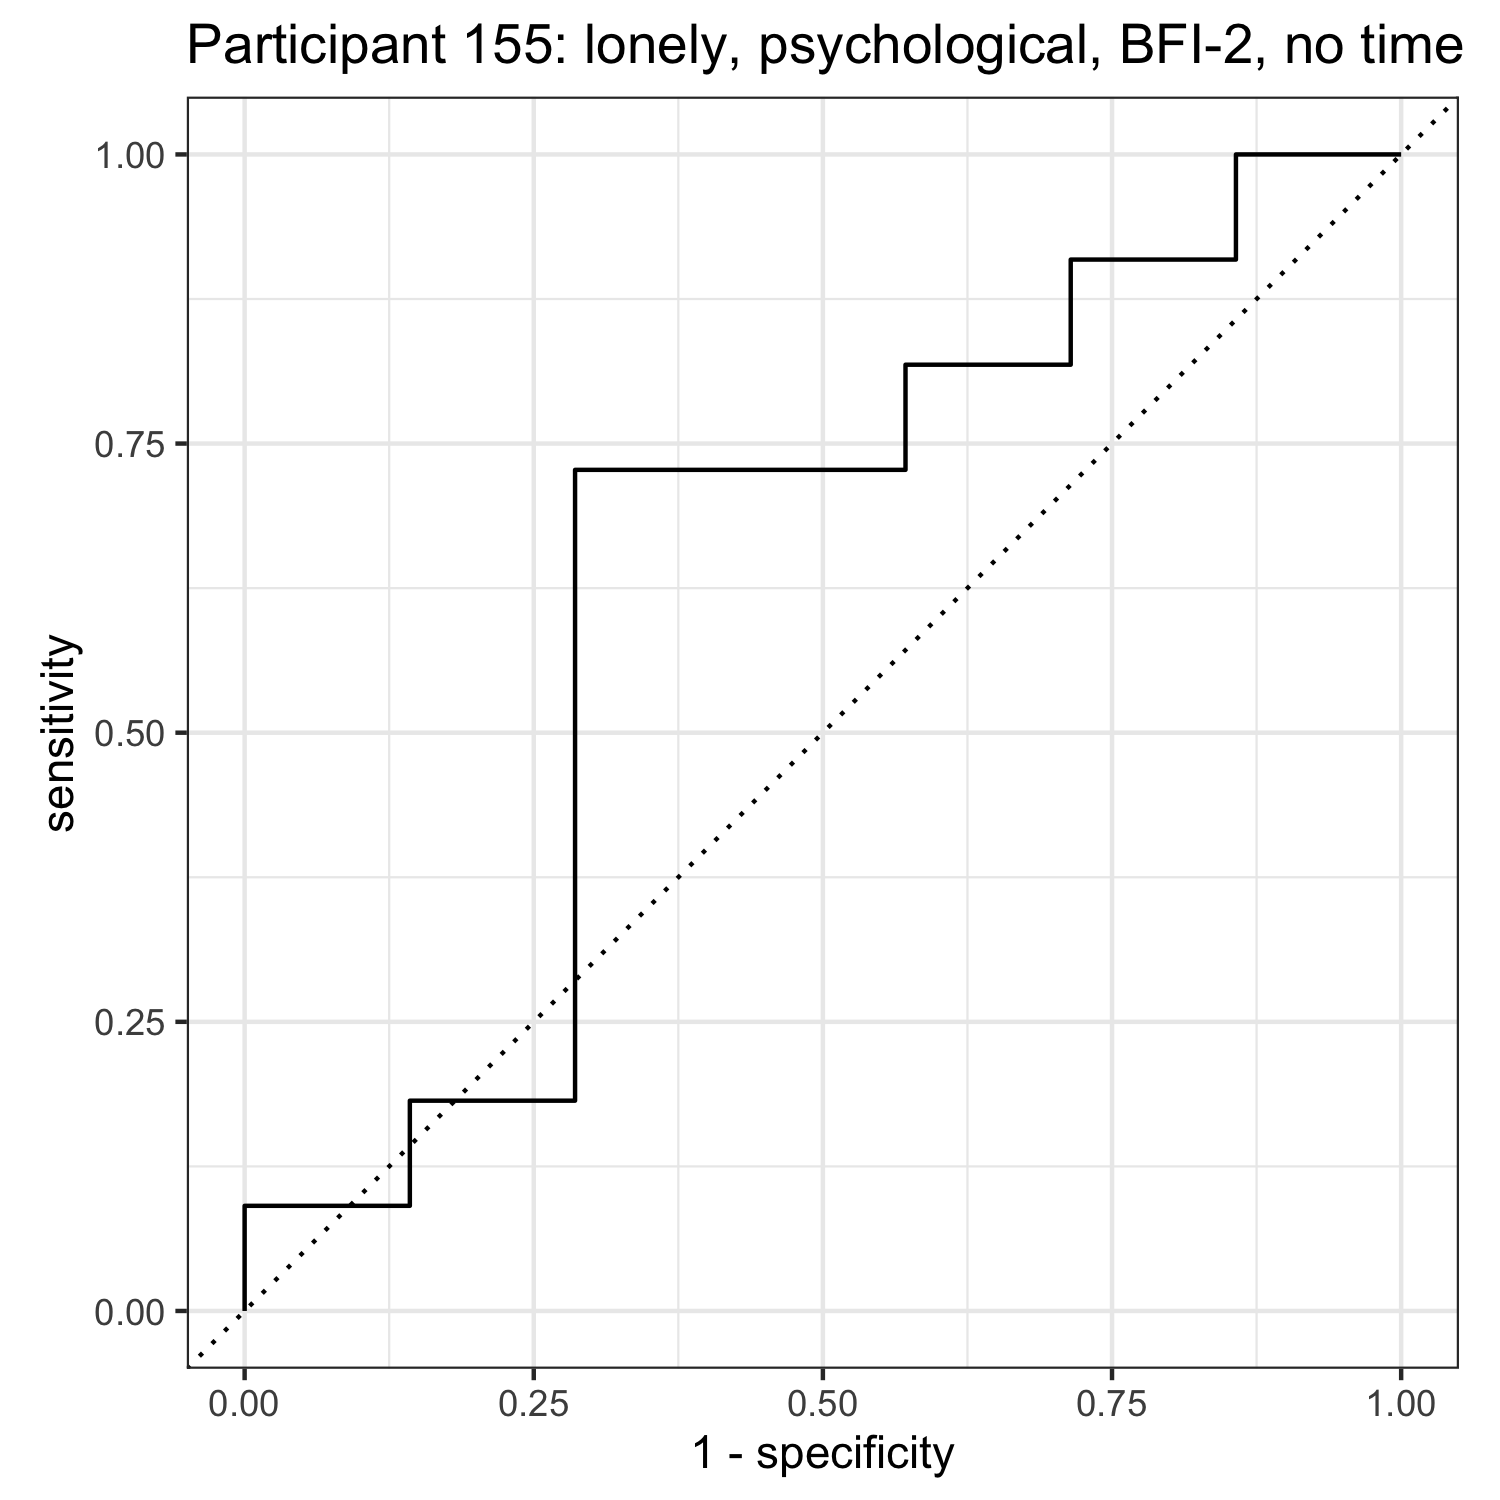 Participant 155: lonely, psychological, BFI-2, no time
1.00
0.75
0.50
0.25
0.00
sensitivity
0.00 0.25 0.50 0.75 1.00
1 - specificity